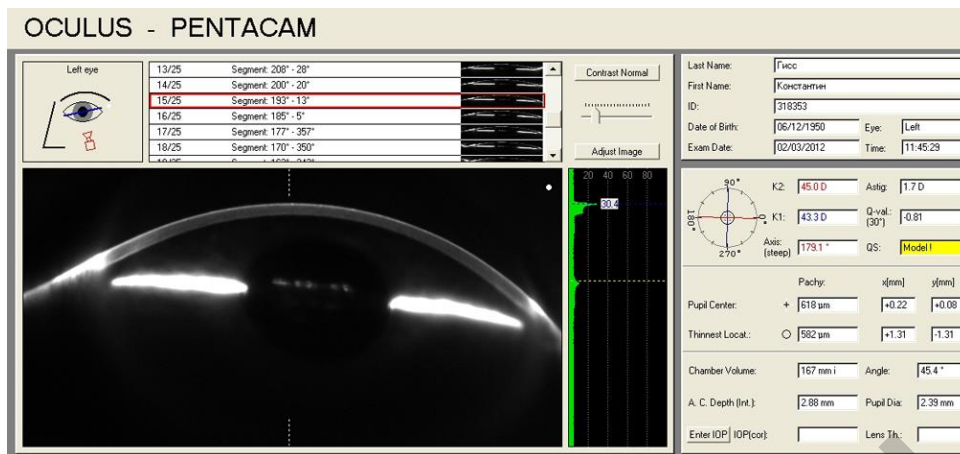 OCULUS - PENTACAM
Left eye
13/25 Segment: 208° - 28°
14/25 Segment: 200° - 20°
15/25 Segment: 193° - 13°
16/25 Segment: 185° - 5°
17/25 Segment: 177° - 357°
18/25 Segment: 170° - 350°
Contrast Normal
Adjust Image
Last Name: Гисс
First Name: Константин
ID: 318353
Date of Birth: 06/12/1950 Eye: Left
Exam Date: 02/03/2012 Time: 11:45:29
20 40 60 80
30.4
90°
180°
0°
270°
K2: 45.0 D Astig: 1.7 D
K1: 43.3 D Q-val.: (30°) -0.81
Axis: (steep) 179.1 ° QS: Model !
Pachy: x[mm] y[mm]
Pupil Center: + 618 µm +0.22 +0.08
Thinnest Locat.: 582 µm +1.31 -1.31
Chamber Volume: 167 mm і Angle: 45.4 °
A. C. Depth (Int.): 2.88 mm Pupil Dia: 2.39 mm
Enter IOP IOP(cor): Lens Th.: